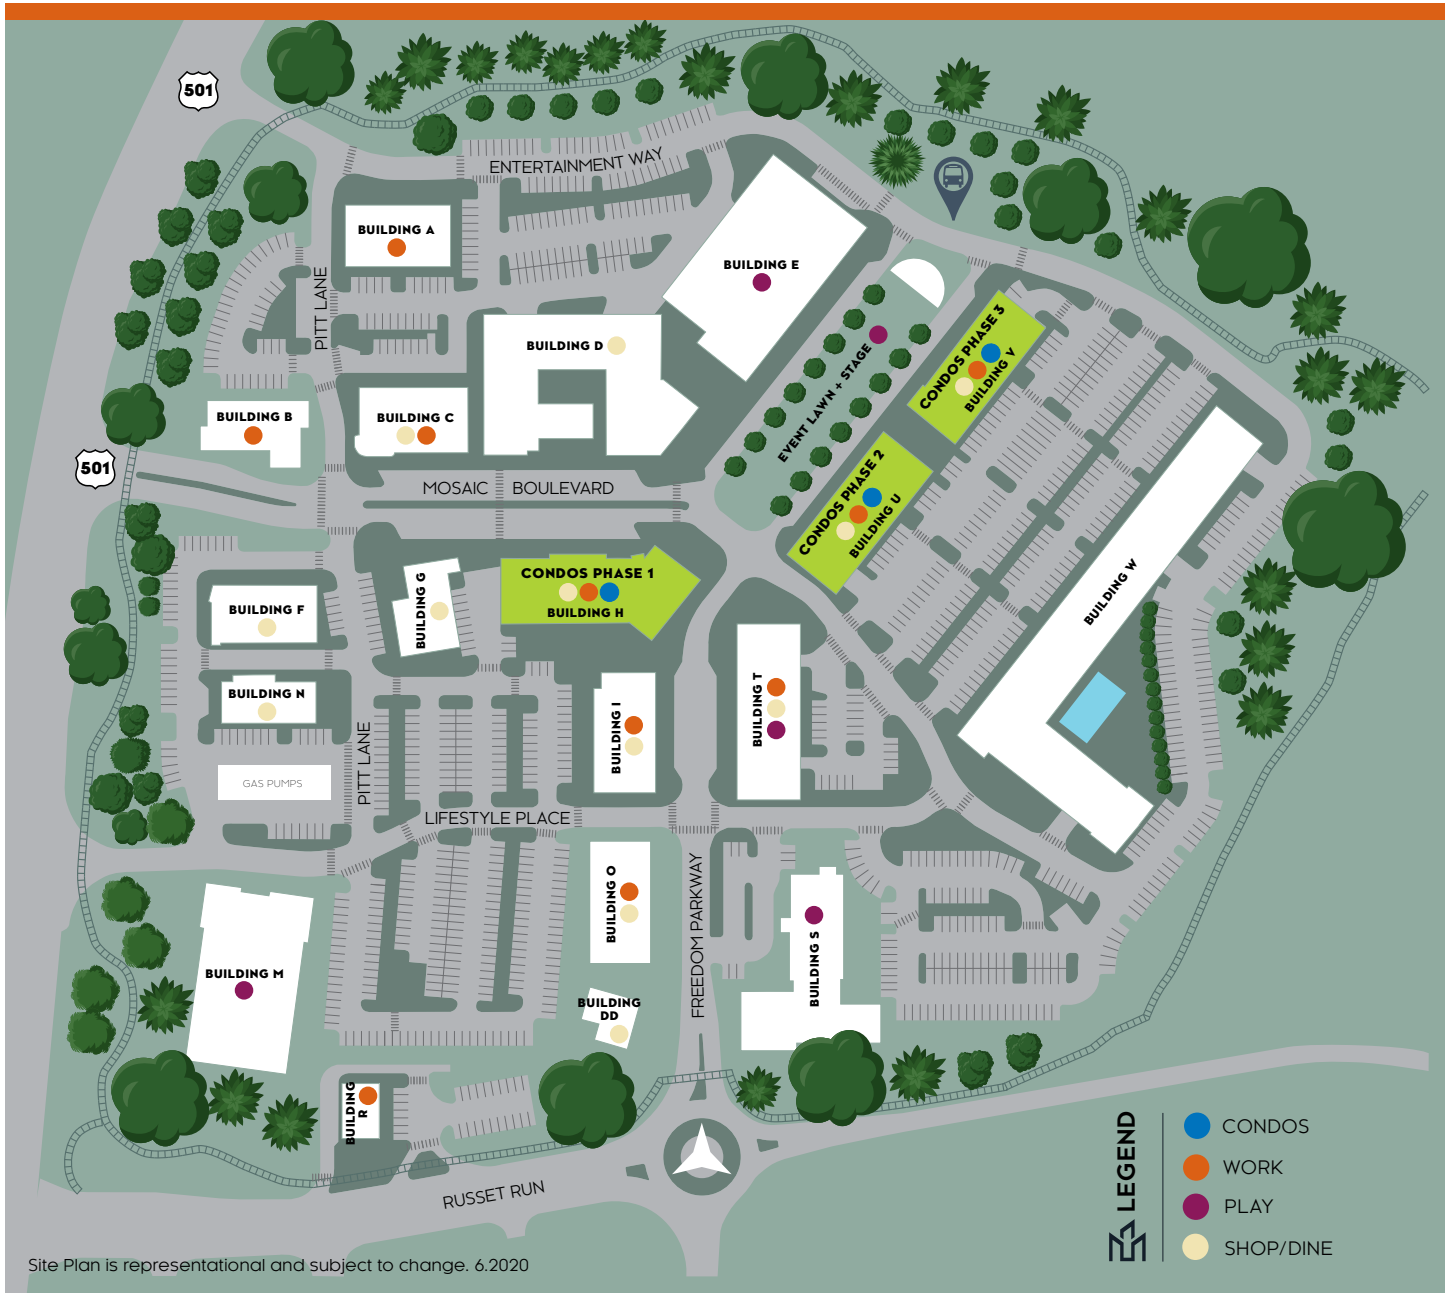 501
ENTERTAINMENT WAY
BUILDING A
BUILDING E
PITT LANE
BUILDING D
CONDOS PHASE 3
BUILDING V
EVENT LAWN + STAGE
BUILDING B
BUILDING C
501
MOSAIC BOULEVARD
CONDOS PHASE 2
BUILDING U
BUILDING G
CONDOS PHASE 1
BUILDING H
BUILDING W
BUILDING F
BUILDING N
BUILDING I
BUILDING T
PITT LANE
GAS PUMPS
LIFESTYLE PLACE
BUILDING O
FREEDOM PARKWAY
BUILDING S
BUILDING M
BUILDING
DD
BUILDING
R
RUSSET RUN
LEGEND
CONDOS
WORK
PLAY
SHOP/DINE
Site Plan is representational and subject to change. 6.2020